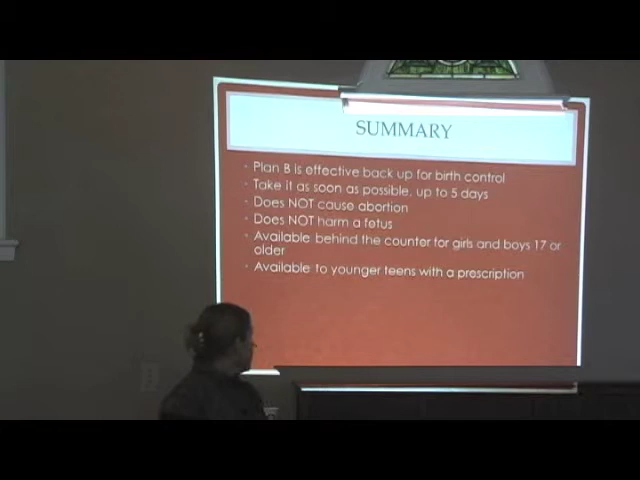 SUMMARY
Plan B is effective back up for birth control
Take it as soon as possible, up to 5 days
Does NOT cause abortion
Does NOT harm a fetus
Available behind the counter for girls and boys 17 or
older
Available to younger teens with a prescription